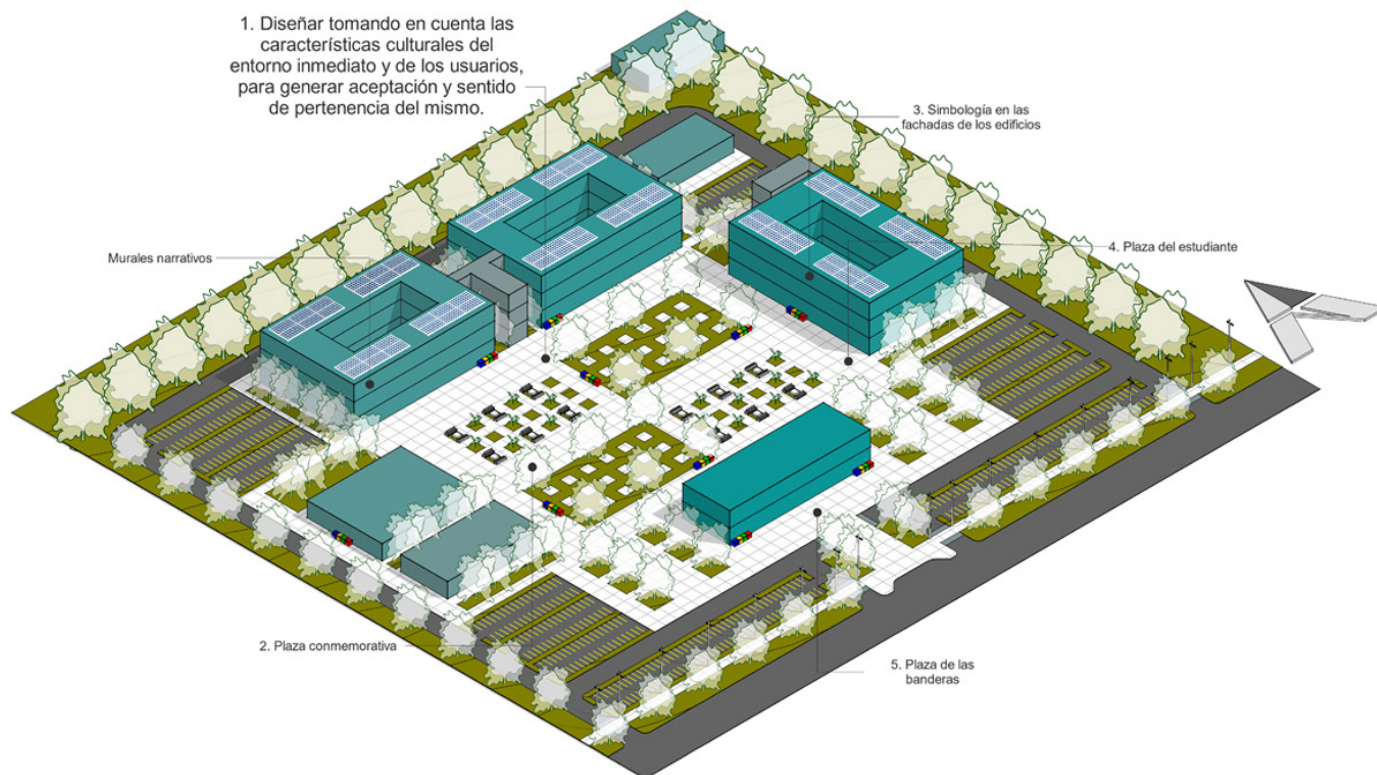 1. Diseñar tomando en cuenta las
características culturales del
entorno inmediato y de los usuarios,
para generar aceptación y sentido
de pertenencia del mismo.
3. Simbología en las
fachadas de los edificios
4. Plaza del estudiante
Murales narrativos
2. Plaza conmemorativa
5. Plaza de las
banderas